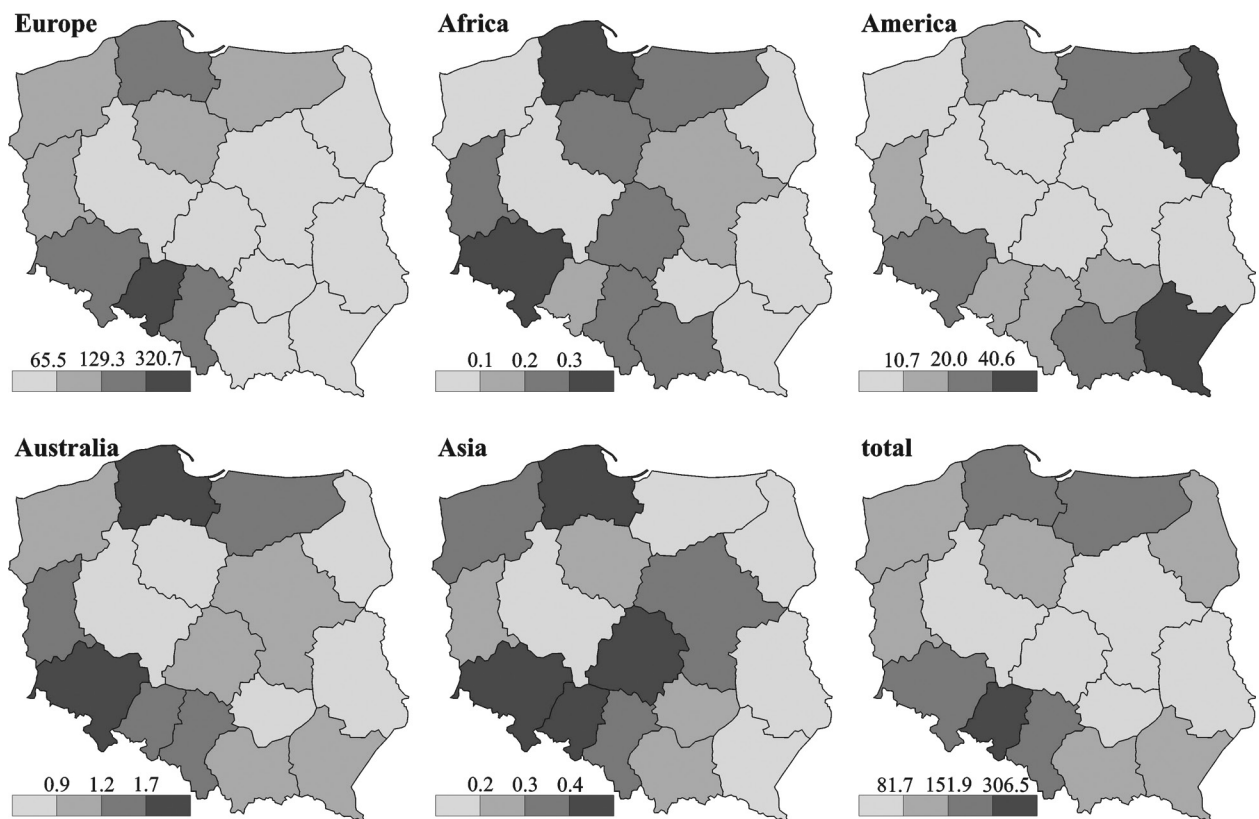 Europe
65.5 129.3 320.7
Africa
0.1 0.2 0.3
America
10.7 20.0 40.6
Australia
0.9 1.2 1.7
Asia
0.2 0.3 0.4
total
81.7 151.9 306.5